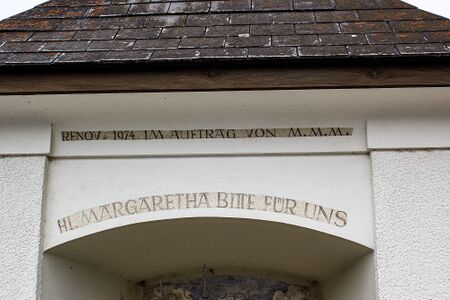 RENOV. 1974 IM AUFTRAG VON M.M.M.
HL. MARGARETHA BITTE FÜR UNS